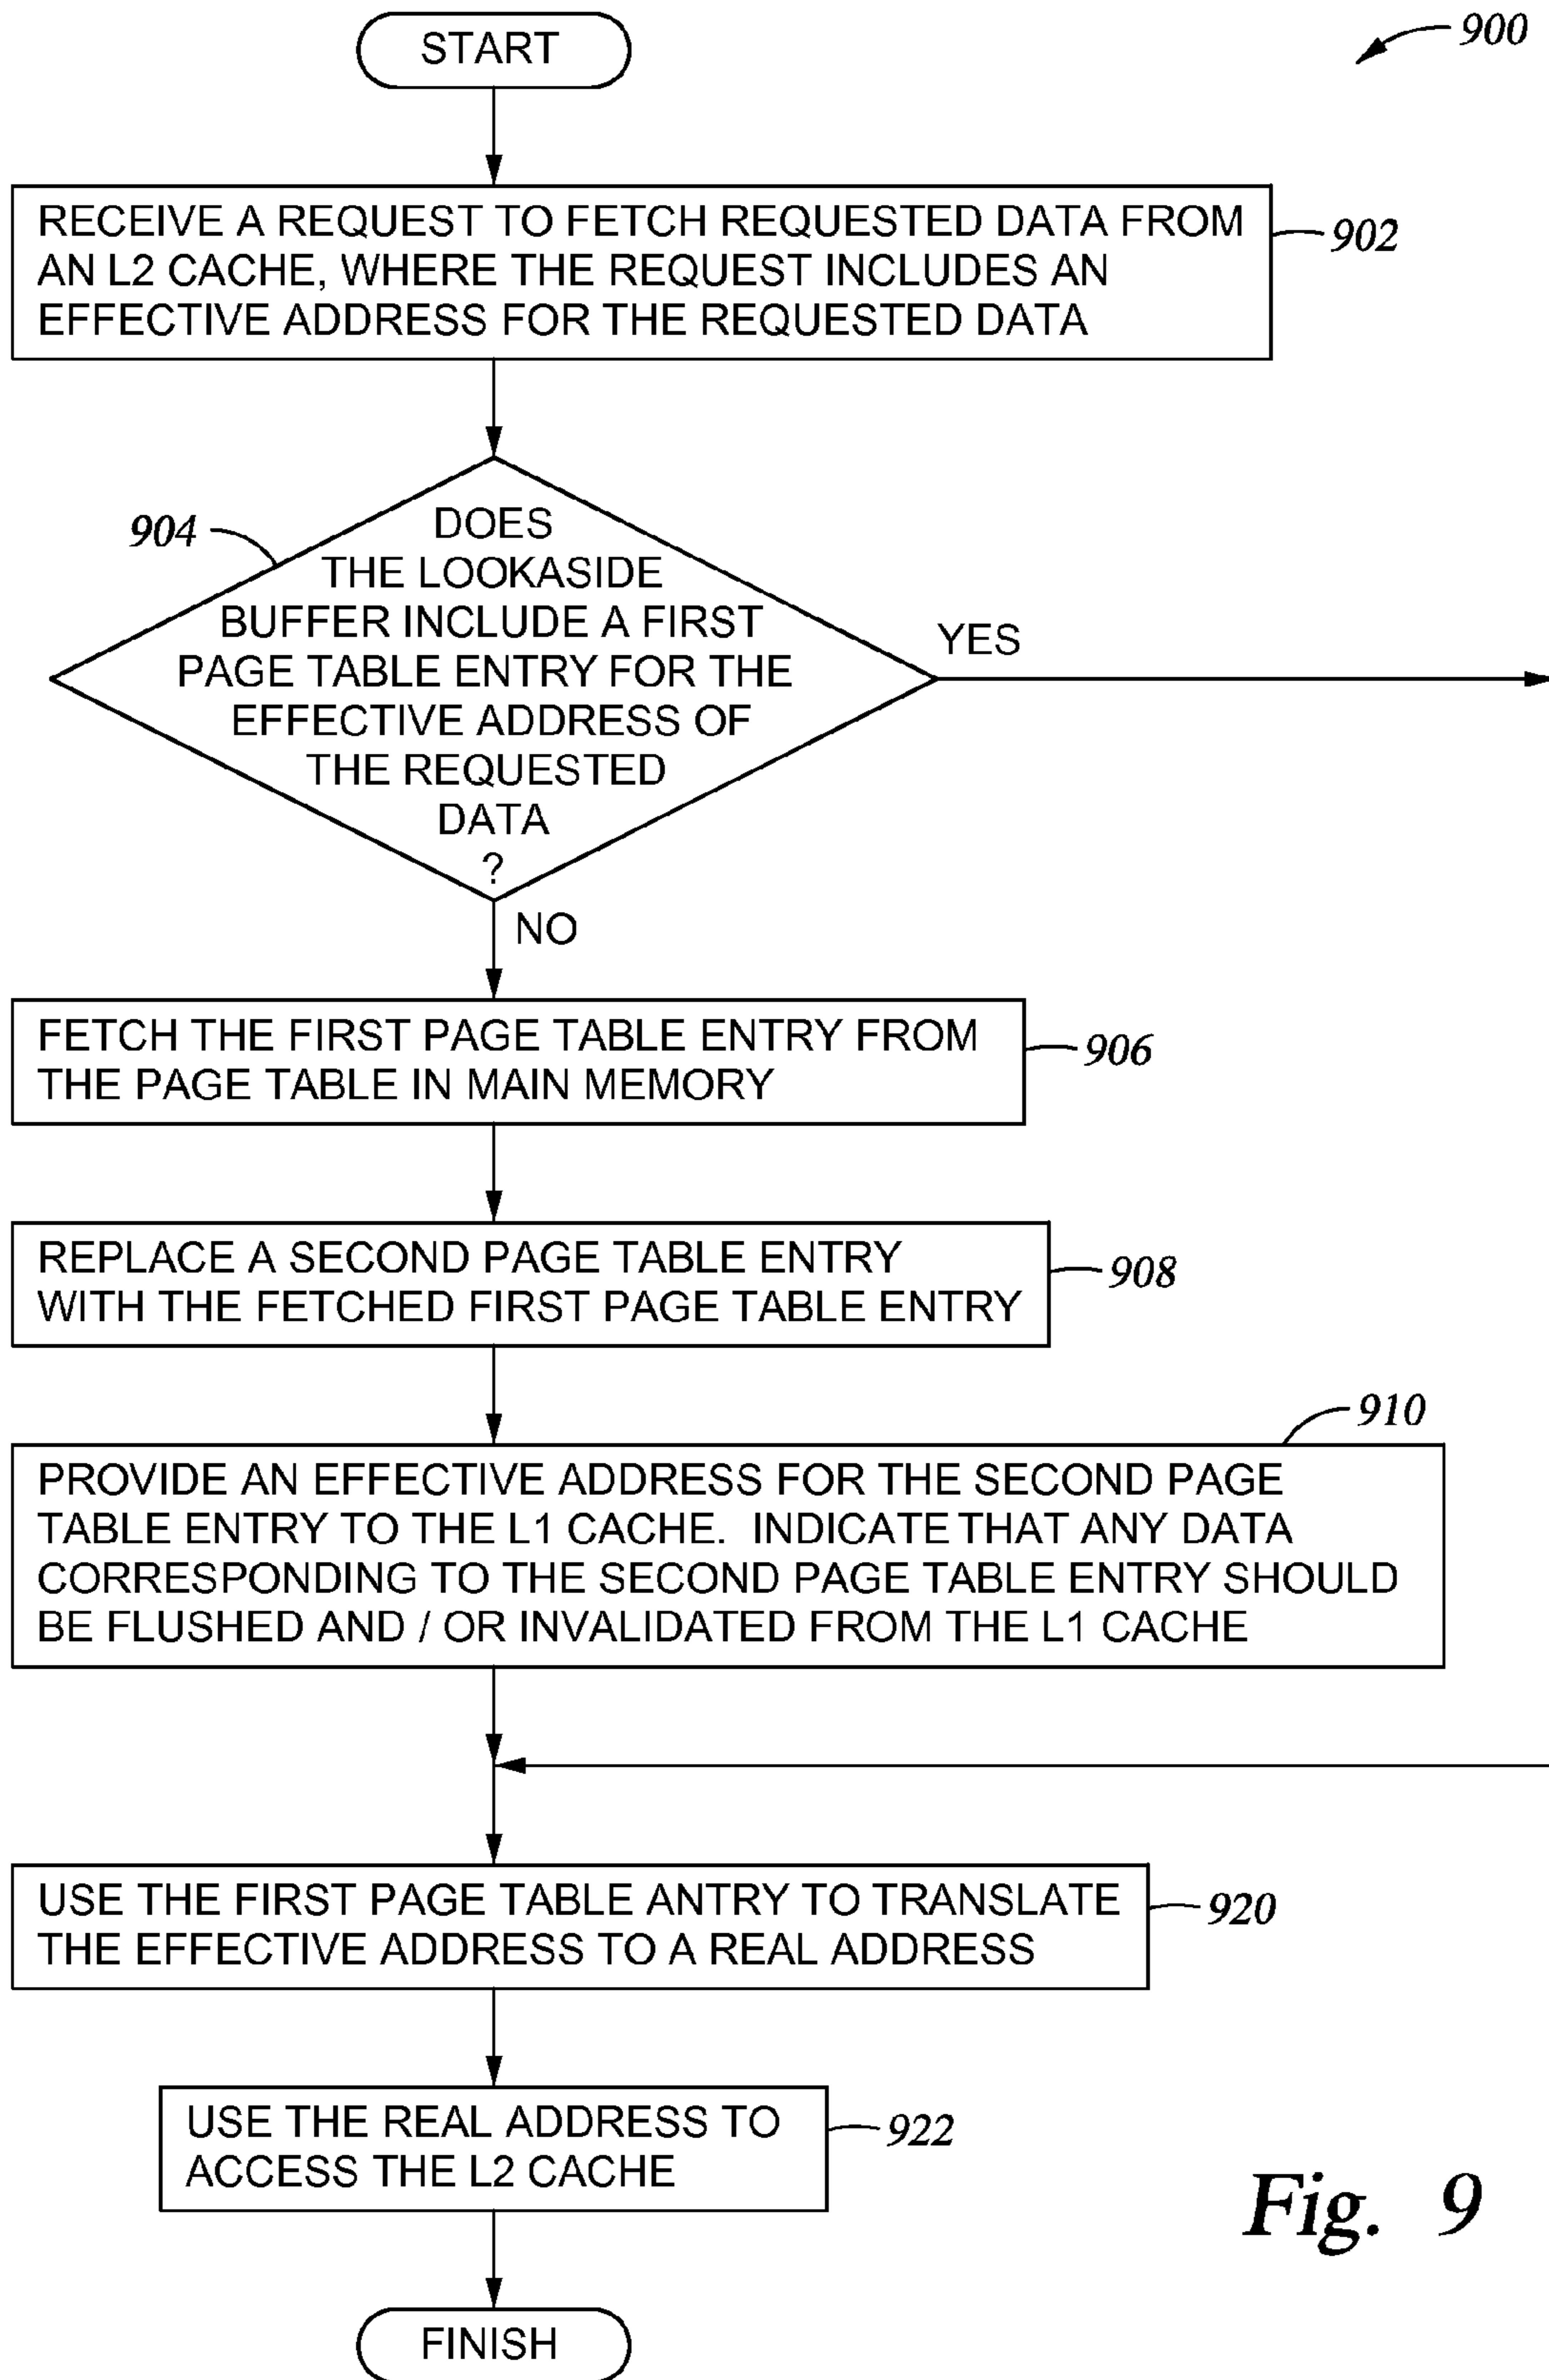 START
900
RECEIVE A REQUEST TO FETCH REQUESTED DATA FROM
AN L2 CACHE, WHERE THE REQUEST INCLUDES AN
EFFECTIVE ADDRESS FOR THE REQUESTED DATA
902
904
DOES
THE LOOKASIDE
BUFFER INCLUDE A FIRST
PAGE TABLE ENTRY FOR THE
EFFECTIVE ADDRESS OF
THE REQUESTED
DATA
?
YES
NO
FETCH THE FIRST PAGE TABLE ENTRY FROM
THE PAGE TABLE IN MAIN MEMORY
906
REPLACE A SECOND PAGE TABLE ENTRY
WITH THE FETCHED FIRST PAGE TABLE ENTRY
908
910
PROVIDE AN EFFECTIVE ADDRESS FOR THE SECOND PAGE
TABLE ENTRY TO THE L1 CACHE. INDICATE THAT ANY DATA
CORRESPONDING TO THE SECOND PAGE TABLE ENTRY SHOULD
BE FLUSHED AND / OR INVALIDATED FROM THE L1 CACHE
USE THE FIRST PAGE TABLE ANTRY TO TRANSLATE
THE EFFECTIVE ADDRESS TO A REAL ADDRESS
920
USE THE REAL ADDRESS TO
ACCESS THE L2 CACHE
922
FINISH
Fig. 9